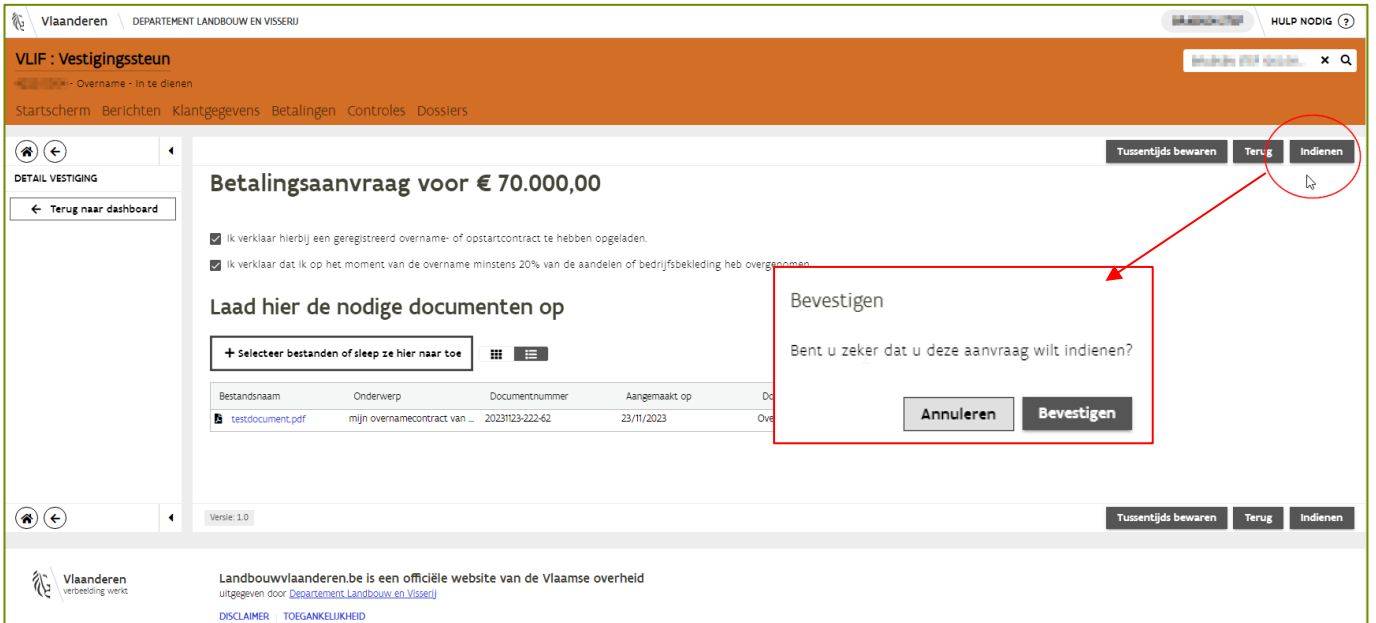 Vlaanderen DEPARTEMENT LANDBOUW EN VISSERIJ HULP NODIG ?
VLIF : Vestigingssteun
- Overname - In te dienen
Startscherm Berichten Klantgegevens Betalingen Controles Dossiers
Tussentijds bewaren Terug Indienen
DETAIL VESTIGING
← Terug naar dashboard
Betalingsaanvraag voor € 70.000,00
Ik verklaar hierbij een geregistreerd overname- of opstartcontract te hebben opgeladen.
Ik verklaar dat ik op het moment van de overname minstens 20% van de aandelen of bedrijfsbekleding heb overgenomen
Laad hier de nodige documenten op
+ Selecteer bestanden of sleep ze hier naar toe
Bestandsnaam Onderwerp Documentnummer Aangemaakt op Do
testdocument.pdf mijn overnamecontract van ... 20231123-222-62 23/11/2023 Ove
Bevestigen
Bent u zeker dat u deze aanvraag wilt indienen?
Annuleren Bevestigen
Versie: 1.0
Tussentijds bewaren Terug Indienen
Vlaanderen
verbeelding werkt
Landbouwvlaanderen.be is een officiële website van de Vlaamse overheid
uitgegeven door Departement Landbouw en Visserij
DISCLAIMER TOEGANKELIJKHEID